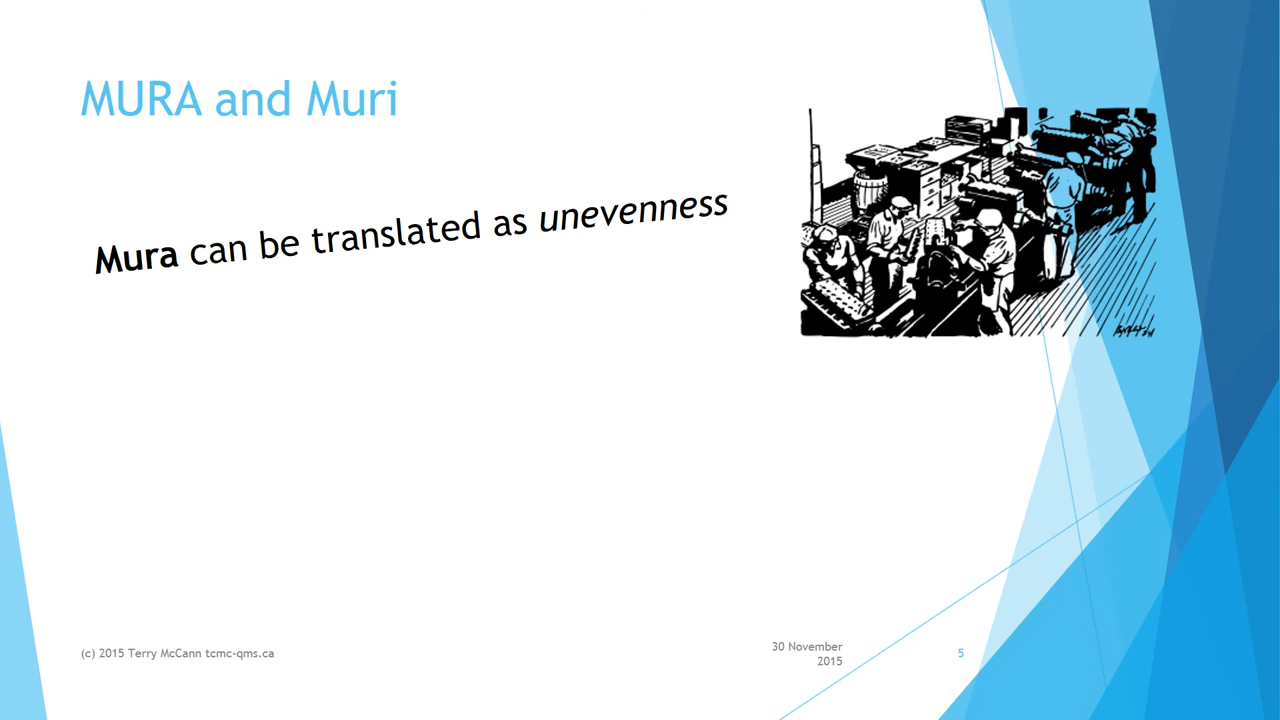 MURA and Muri
Mura can be translated as unevenness
(c) 2015 Terry McCann tcmc-qms.ca
30 November
2015
5